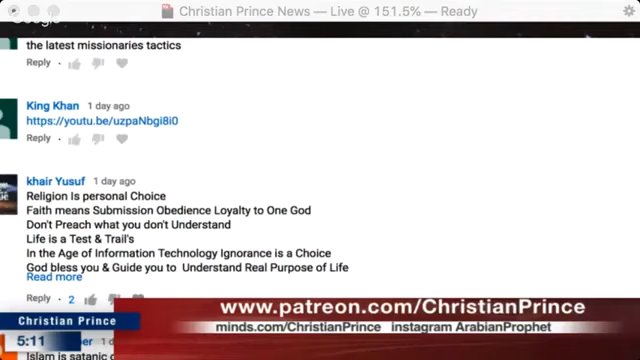 Christian Prince News — Live @ 151.5% — Ready
Google
the latest missionaries tactics
Reply
King Khan 1 day ago
https://youtu.be/uzpaNbgi8i0
Reply
khair Yusuf 1 day ago
Religion Is personal Choice
Faith means Submission Obedience Loyalty to One God
Don't Preach what you don't Understand
Life is a Test & Trail's
In the Age of Information Technology Ignorance is a Choice
God bless you & Guide you to Understand Real Purpose of Life
Read more
Reply 2
www.patreon.com/ChristianPrince
Christian Prince
minds.com/ChristianPrince instagram ArabianProphet
5:11
Islam is satanic